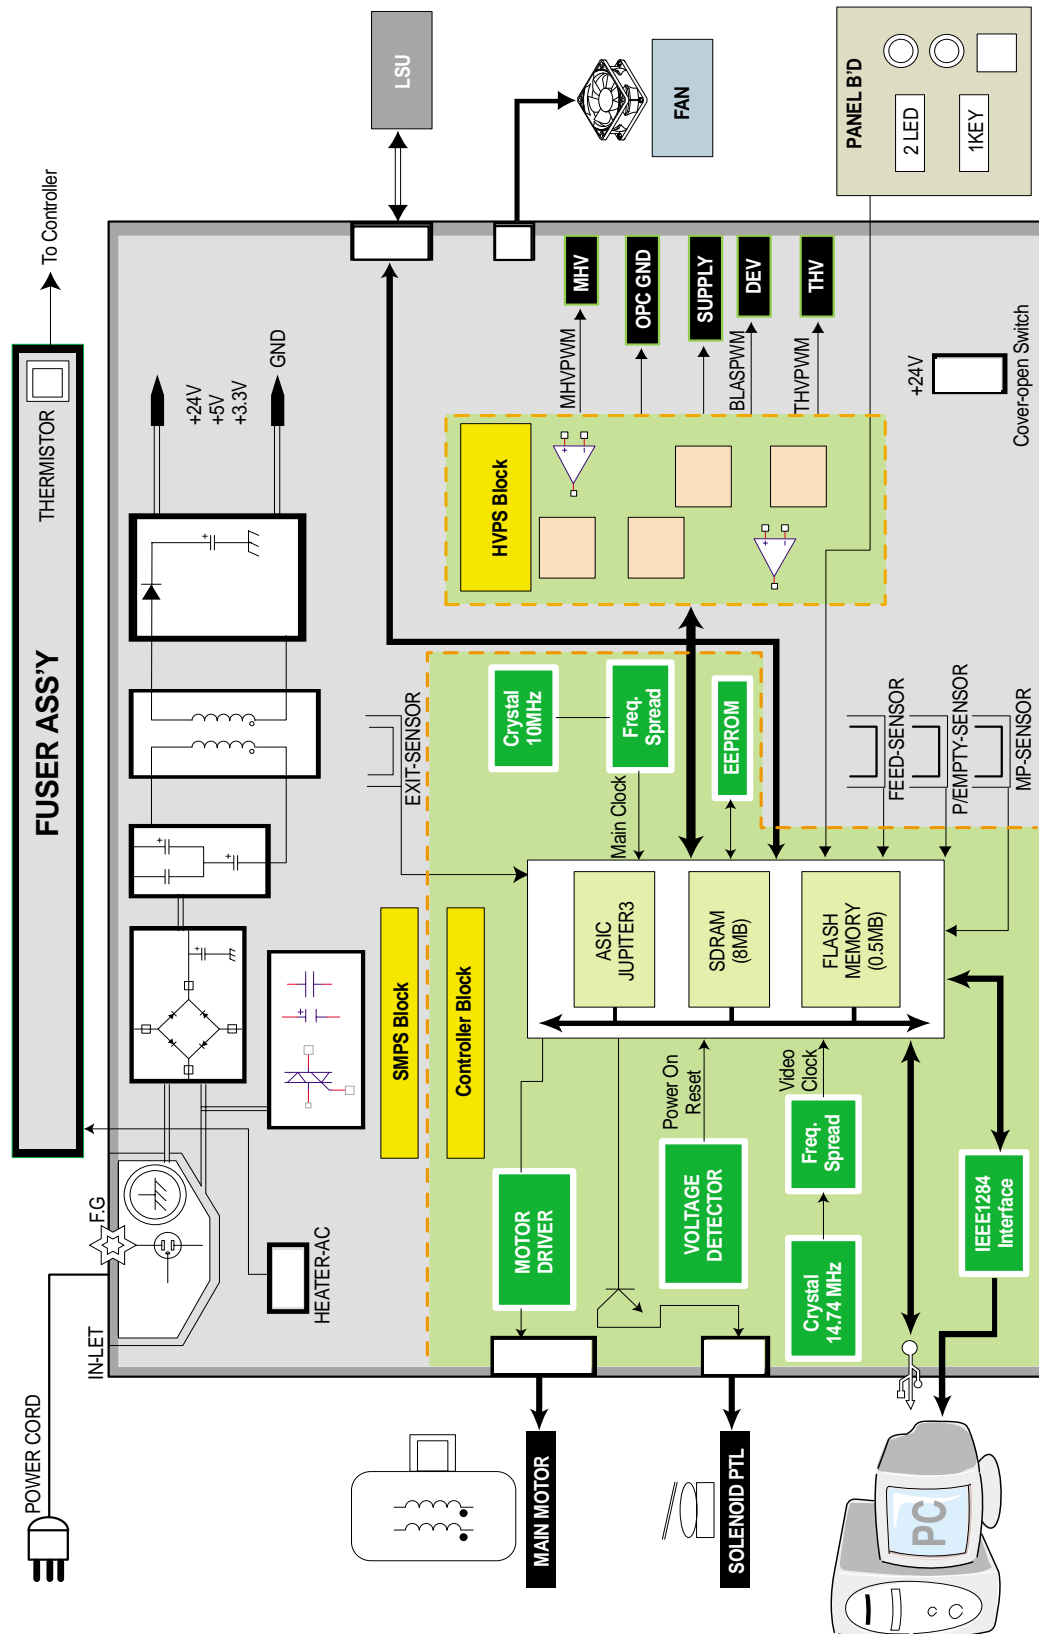 POWER CORD
IN-LET
F.G
FUSER ASS'Y
THERMISTOR
To Controller
HEATER-AC
+24V
+5V
+3.3V
GND
SMPS Block
EXIT-SENSOR
LSU
FAN
Controller Block
MOTOR
DRIVER
MAIN MOTOR
Crystal
10MHz
Freq.
Spread
Main Clock
EEPROM
HVPS Block
MHVPWM
MHV
OPC GND
SUPPLY
BLASPWM
DEV
THVPWM
THV
ASIC
JUPITER3
SDRAM
(8MB)
FLASH
MEMORY
(0.5MB)
Power On
Reset
VOLTAGE
DETECTOR
SOLENOID PTL
Video
Clock
Freq.
Spread
Crystal
14.74 MHz
IEEE1284
Interface
PC
FEED-SENSOR
P/EMPTY-SENSOR
MP-SENSOR
+24V
Cover-open Switch
PANEL B'D
2 LED
1KEY